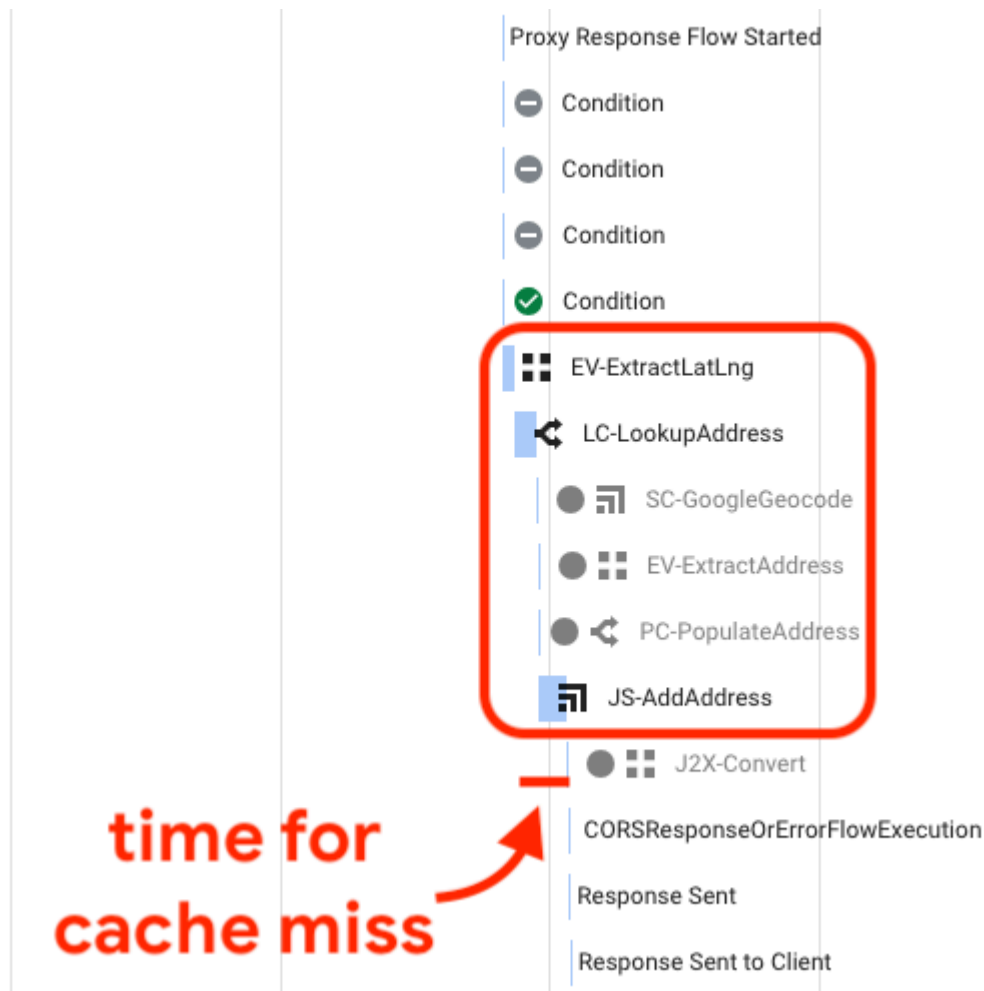 Proxy Response Flow Started
Condition
Condition
Condition
Condition
EV-ExtractLatLng
LC-LookupAddress
SC-GoogleGeocode
EV-ExtractAddress
PC-PopulateAddress
JS-AddAddress
J2X-Convert
time for
cache miss
CORSResponseOrErrorFlowExecution
Response Sent
Response Sent to Client